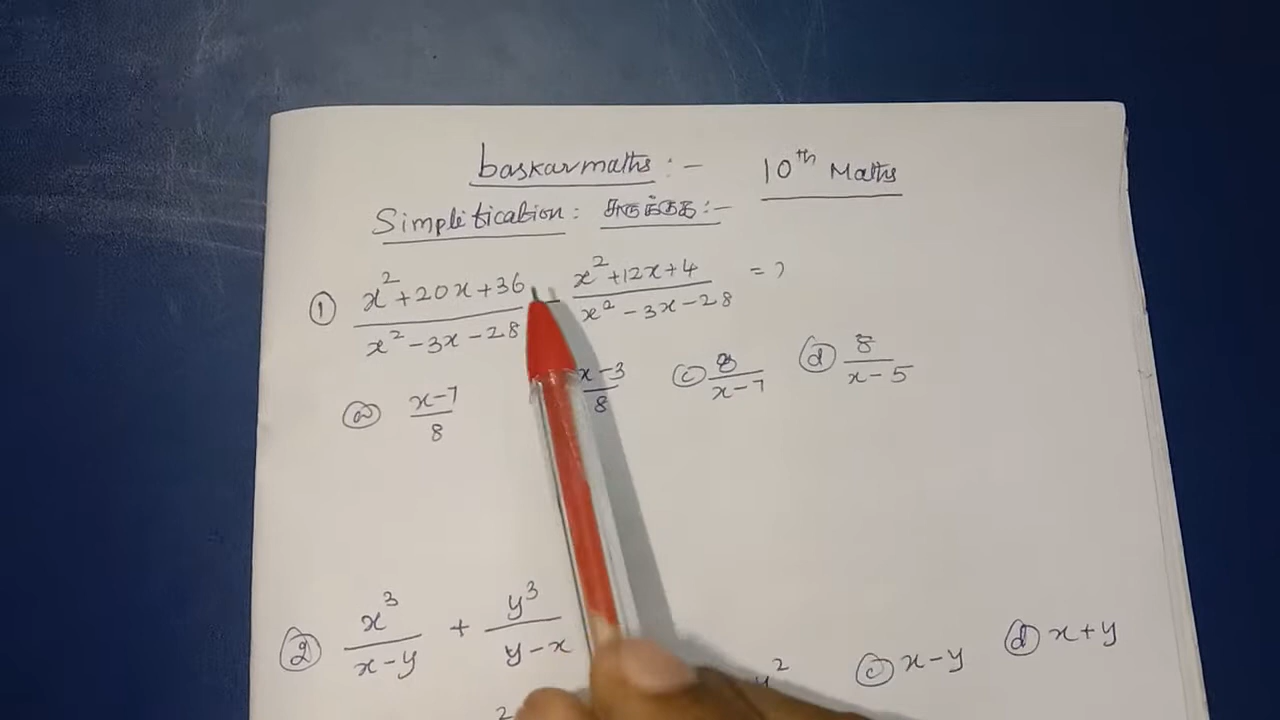 baskarmaths:- 10th Maths
Simplification: சுருக்குக:-
① x²+20x+36 / x²-3x-28 - x²+12x+4 / x²-3x-28 = ?
ⓐ x-7 / 8 x-3 / 8 ⓒ 8 / x-7 ⓓ 8 / x-5
② x³ / x-y + y³ / y-x ⓒ x-y ⓓ x+y